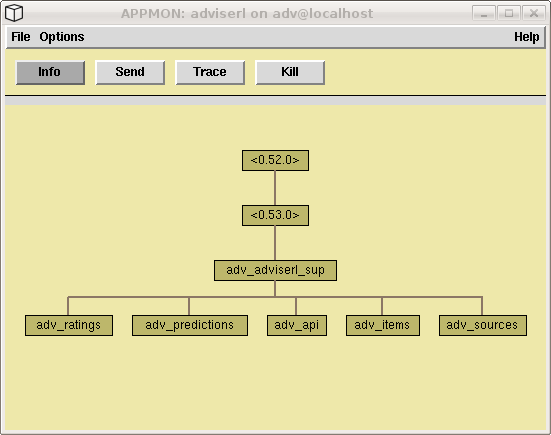 APPMON: adviserl on adv@localhost
File Options Help
Info Send Trace Kill
<0.52.0>
<0.53.0>
adv_adviserl_sup
adv_ratings adv_predictions adv_api adv_items adv_sources